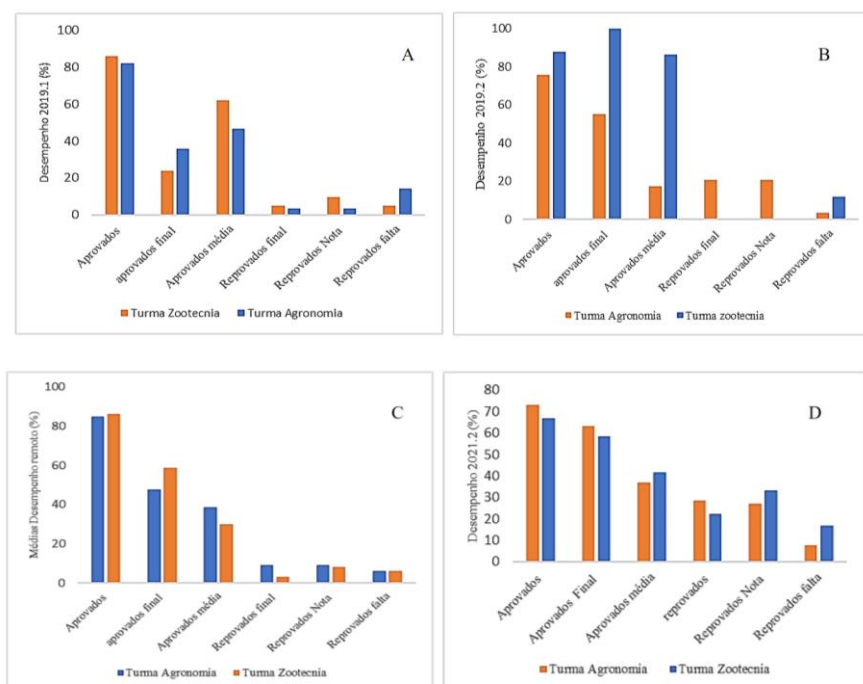 A
Desempenho 2019.1 (%)
100
80
60
40
20
0
Aprovados
aprovados final
Aprovados média
Reprovados final
Reprovados Nota
Reprovados falta
Turma Zootecnia
Turma Agronomia
B
Desempenho 2019.2 (%)
100
80
60
40
20
0
Aprovados
aprovados final
Aprovados média
Reprovados final
Reprovados Nota
Reprovados falta
Turma Agronomia
Turma zootecnia
C
Médias Desempenho remoto (%)
100
80
60
40
20
0
Aprovados
aprovados final
Aprovados média
Reprovados final
Reprovados Nota
Reprovados falta
Turma Agronomia
Turma Zootecnia
D
Desempenho 2021.2 (%)
80
70
60
50
40
30
20
10
0
Aprovados
Aprovados Final
Aprovados média
reprovados
Reprovados Nota
Reprovados falta
Turma Agronomia
Turma Zootecnia